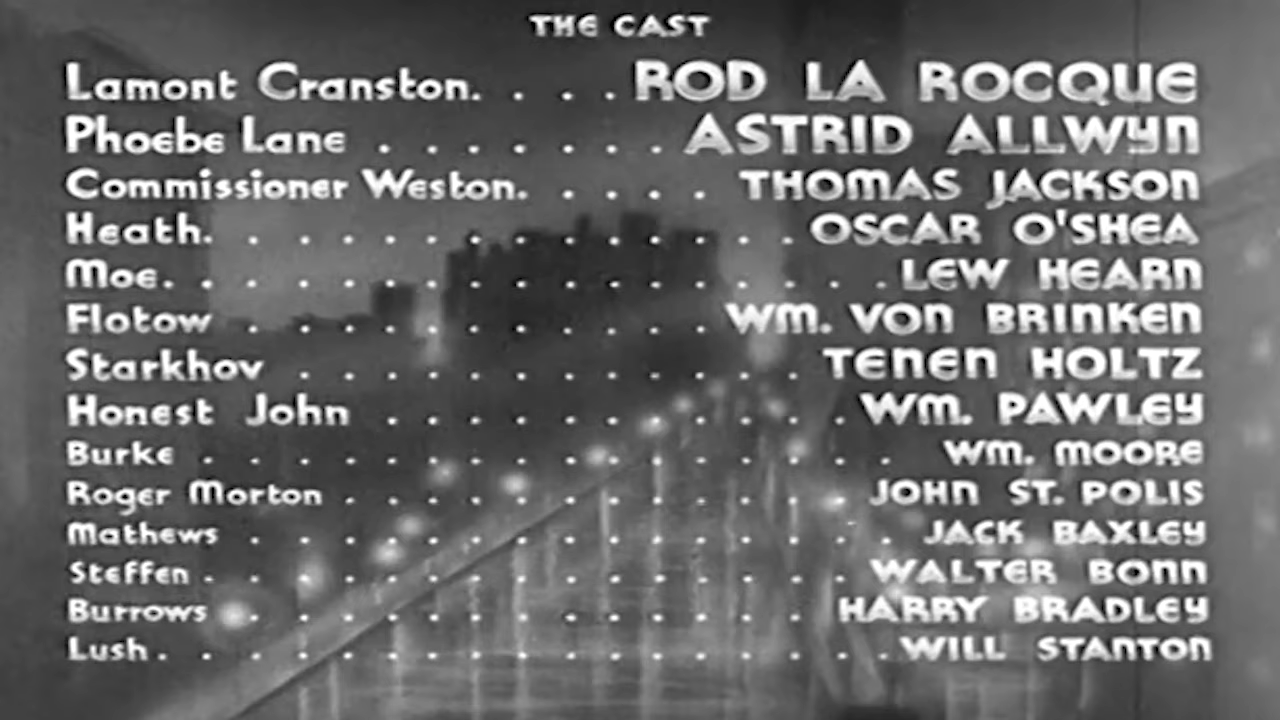 THE CAST
Lamont Cranston. . . . ROD LA ROCQUE
Phoebe Lane . . . . . . . ASTRID ALLWYN
Commissioner Weston. . . . . THOMAS JACKSON
Heath. . . . . . . . . . . . . . OSCAR O'SHEA
Moe. . . . . . . . . . . . . . . . . LEW HEARN
Flotow . . . . . . . . . . . WM. VON BRINKEN
Starkhov . . . . . . . . . . . . TENEN HOLTZ
Honest John . . . . . . . . . . . WM. PAWLEY
Burke . . . . . . . . . . . . . . . . WM. MOORE
Roger Morton . . . . . . . . . . . . JOHN ST. POLIS
Mathews . . . . . . . . . . . . . . . JACK BAXLEY
Steffen . . . . . . . . . . . . . . . WALTER BONN
Burrows . . . . . . . . . . . . . HARRY BRADLEY
Lush . . . . . . . . . . . . . . . . . WILL STANTON